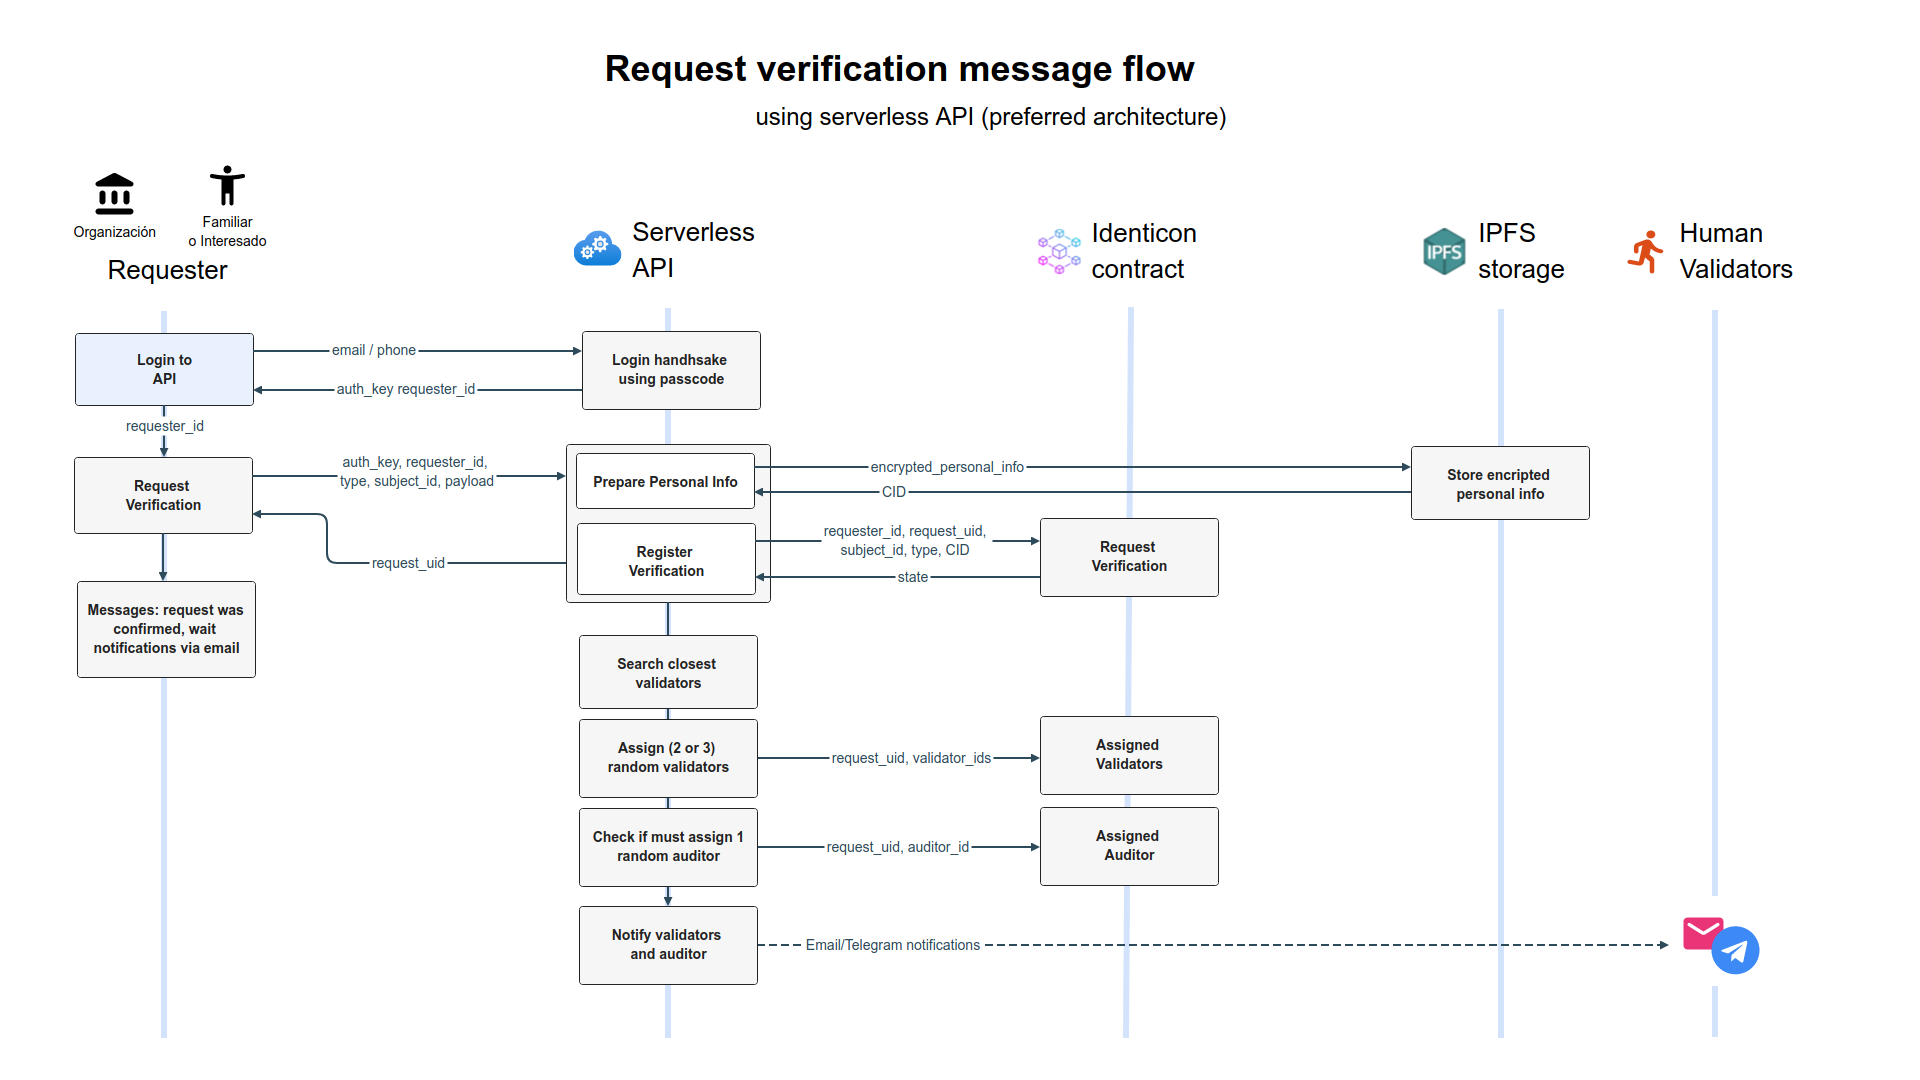 Request verification message flow
using serverless API (preferred architecture)
Organización
Familiar
o Interesado
Requester
Serverless
API
Identicon
contract
IPFS
IPFS
storage
Human
Validators
Login to
API
email / phone
auth_key requester_id
Login handhsake
using passcode
requester_id
Request
Verification
auth_key, requester_id,
type, subject_id, payload
Prepare Personal Info
encrypted_personal_info
CID
Store encripted
personal info
request_uid
Register
Verification
requester_id, request_uid,
subject_id, type, CID
state
Request
Verification
Messages: request was
confirmed, wait
notifications via email
Search closest
validators
Assign (2 or 3)
random validators
request_uid, validator_ids
Assigned
Validators
Check if must assign 1
random auditor
request_uid, auditor_id
Assigned
Auditor
Notify validators
and auditor
Email/Telegram notifications